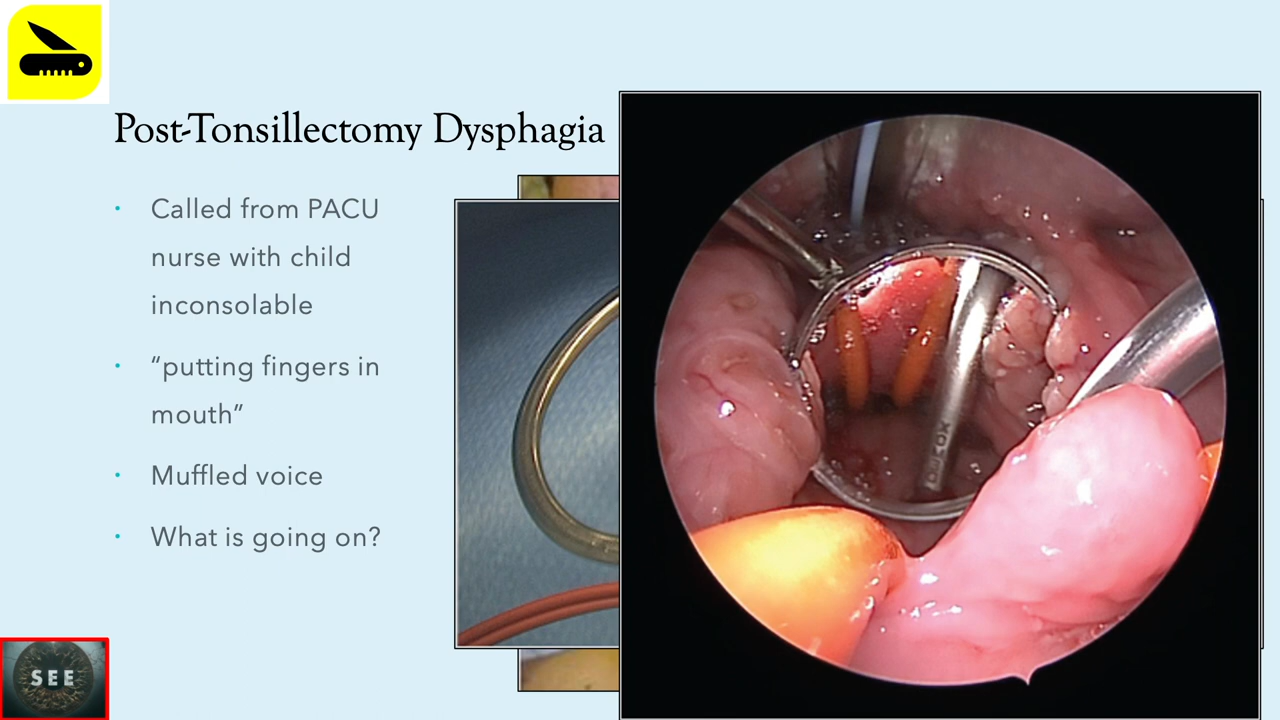 Post-Tonsillectomy Dysphagia
• Called from PACU
nurse with child
inconsolable
• “putting fingers in
mouth”
• Muffled voice
• What is going on?
SEE